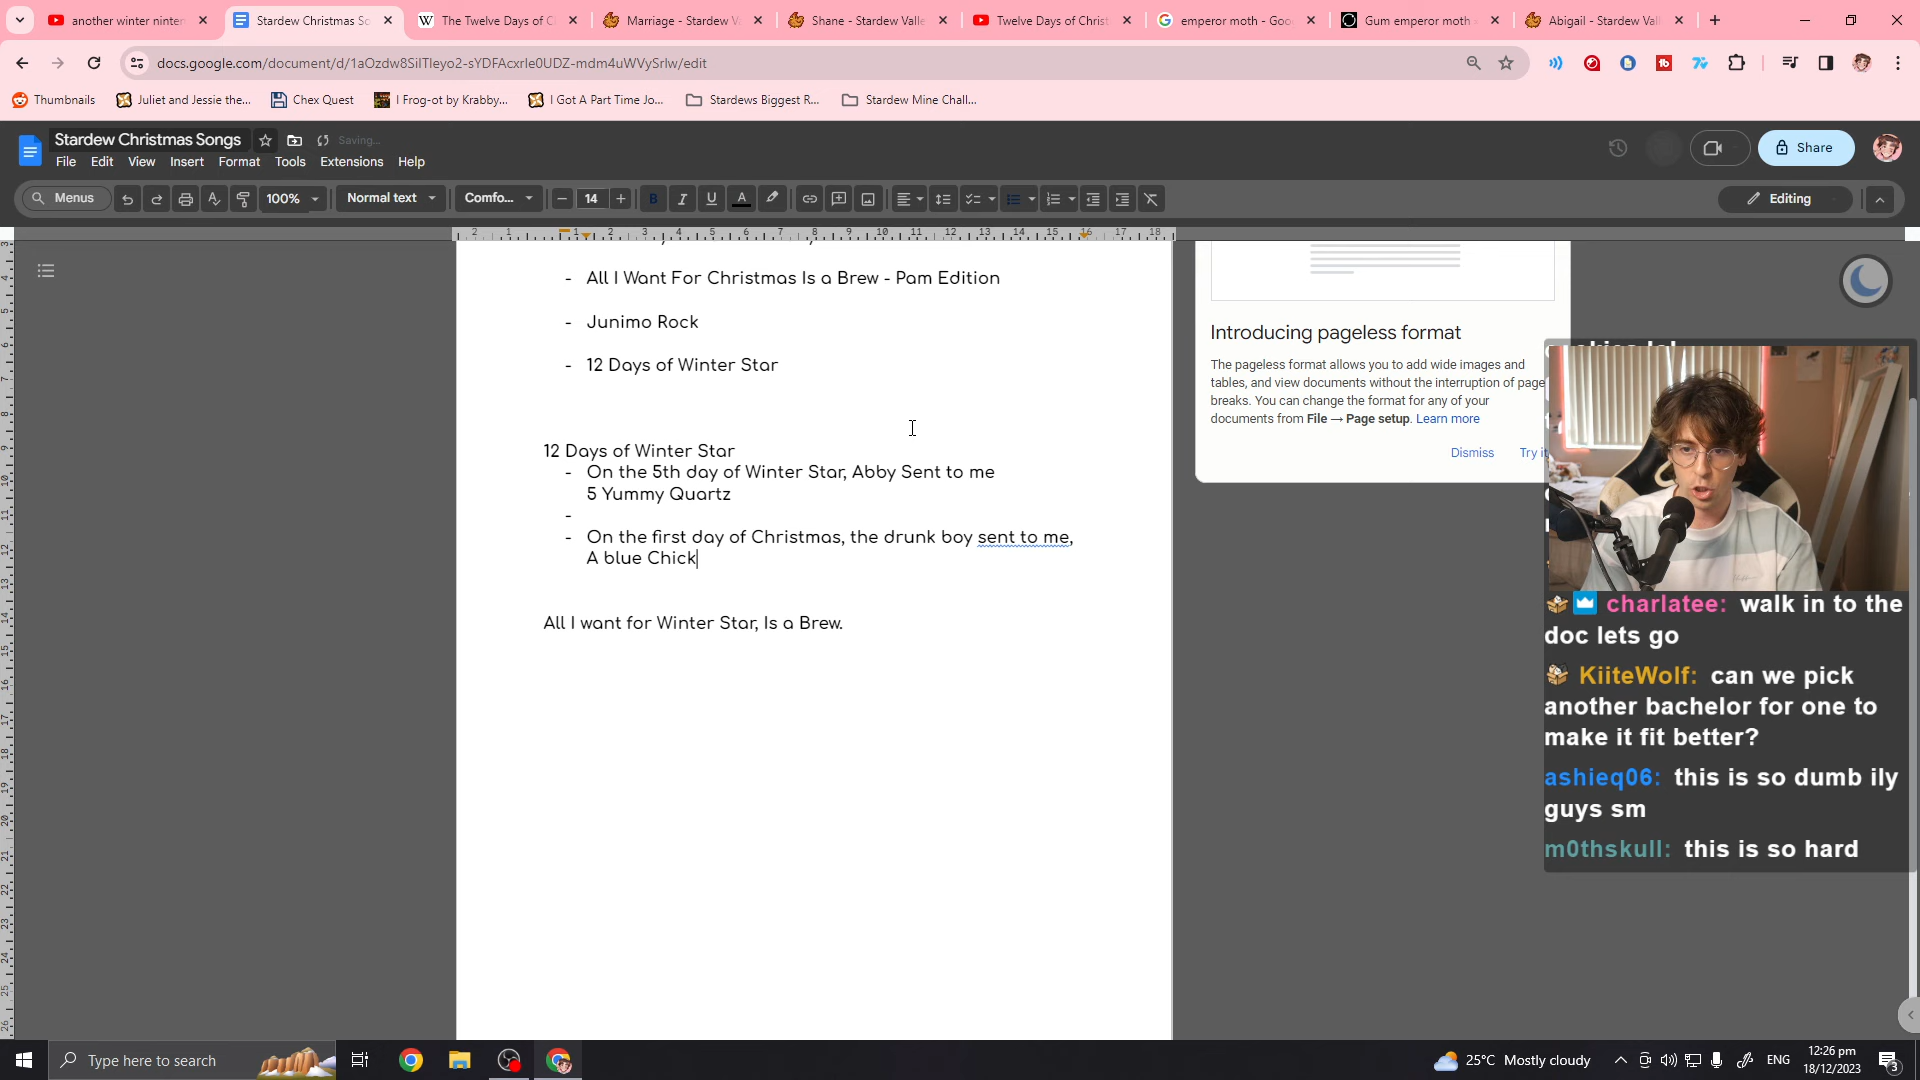 another winter ninten
Stardew Christmas So
The Twelve Days of C
Marriage - Stardew V
Shane - Stardew Valle
Twelve Days of Christ
emperor moth - Goo
Gum emperor moth
Abigail - Stardew Val
docs.google.com/document/d/1aOzdw8SiITleyo2-sYDFAcxrIe0UDZ-mdm4uWVySrIw/edit
Thumbnails
Juliet and Jessie the...
Chex Quest
I Frog-ot by Krabby...
I Got A Part Time Jo...
Stardews Biggest R...
Stardew Mine Chall...
Stardew Christmas Songs
Saving...
File Edit View Insert Format Tools Extensions Help
Share
Menus
100%
Normal text
Comfo...
14
Editing
- All I Want For Christmas Is a Brew - Pam Edition
- Junimo Rock
- 12 Days of Winter Star
12 Days of Winter Star
- On the 5th day of Winter Star, Abby Sent to me
5 Yummy Quartz
-
- On the first day of Christmas, the drunk boy sent to me,
A blue Chick
All I want for Winter Star, Is a Brew.
Introducing pageless format
The pageless format allows you to add wide images and
tables, and view documents without the interruption of page
breaks. You can change the format for any of your
documents from File → Page setup. Learn more
Dismiss
Try it
charlatee: walk in to the
doc lets go
KiiteWolf: can we pick
another bachelor for one to
make it fit better?
ashieq06: this is so dumb ily
guys sm
m0thskull: this is so hard
Type here to search
25°C Mostly cloudy
ENG
12:26 pm
18/12/2023
3